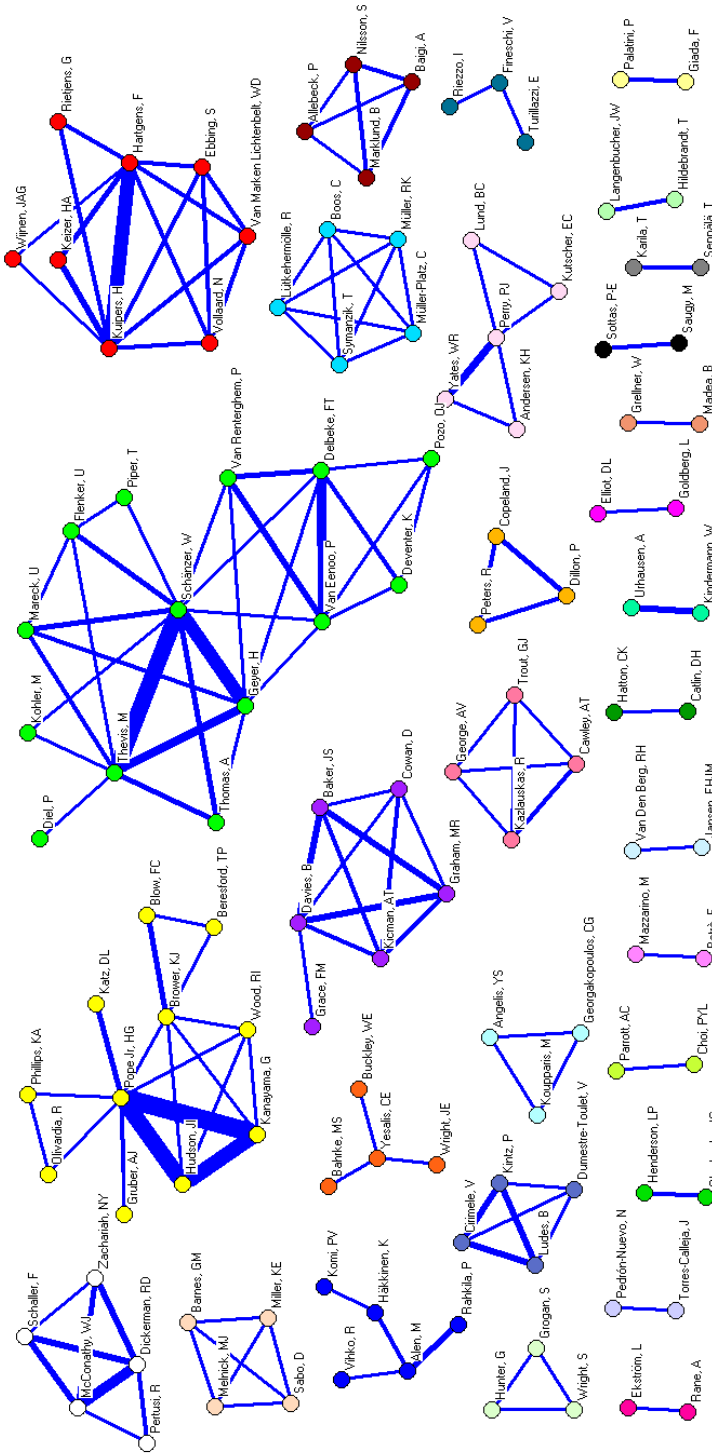 Schaffer, F
Zachariah, NY
McConathy, WJ
Dickerman, RD
Pertusi, R
Phillips, KA
Olivardia, R
Katz, DL
Pope Jr, HG
Gruber, AJ
Hudson, JI
Blow, FC
Beresford, TP
Brower, KJ
Wood, RI
Kanayama, G
Diel, P
Kohler, M
Mareck, U
Flenker, U
Piper, T
Thevis, M
Schänzer, W
Thomas, A
Geyer, H
Van Renterghem, P
Delbeke, FT
Van Eenoo, P
Deventer, K
Pozo, OJ
Wijnen, JAG
Keizer, HA
Rietjens, G
Hartgens, F
Kuipers, H
Ebbing, S
Vollaard, N
Van Marken Lichtenbelt, WD
Barnes, GM
Melnick, MJ
Miller, KE
Sabo, D
Bahrke, MS
Buckley, WE
Yesalis, CE
Wright, JE
Grace, FM
Davies, B
Baker, JS
Cowan, D
Kicman, AT
Graham, MR
Lütkehermölle, R
Boos, C
Symanzik, T
Müller, RK
Müller-Platz, C
Allebeck, P
Nilsson, S
Marklund, B
Baigi, A
Komi, PV
Vihko, R
Häkkinen, K
Alen, M
Rahkila, P
Cirimele, V
Kintz, P
Ludes, B
Dumestre-Toulet, V
Angelis, YS
Koupparis, M
Georgakopoulos, CG
George, AV
Trout, GJ
Kazlauskas, R
Cawley, AT
Peters, R
Copeland, J
Dillon, P
Yates, WR
Lund, BC
Perry, PJ
Andersen, KH
Kutscher, EC
Riezzo, I
Fineschi, V
Turillazzi, E
Hunter, G
Grogan, S
Wright, S
Ekström, L
Rane, A
Pedrón-Nuevo, N
Torres-Calleja, J
Henderson, LP
Parrott, AC
Choi, PYL
Mazzarino, M
Van Den Berg, RH
Hatton, CK
Catlin, DH
Urhausen, A
Kindermann, W
Elliot, DL
Goldberg, L
Grellner, W
Madea, B
Sottas, P-E
Saugy, M
Karila, T
Seppälä, T
Langenbucher, JW
Hildebrandt, T
Palatini, P
Giada, F